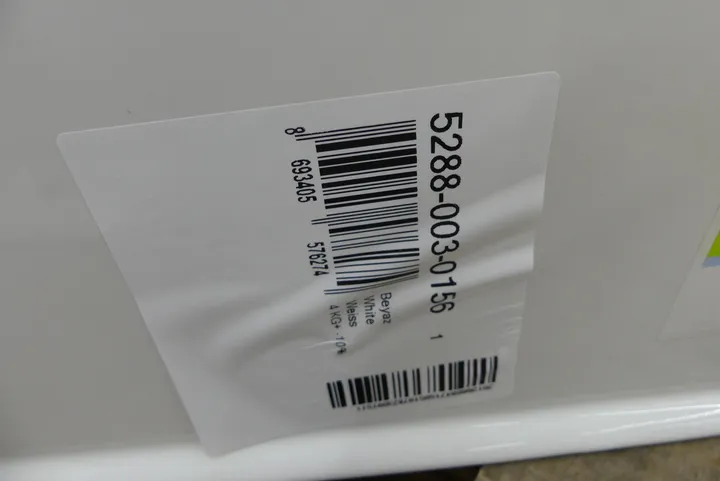 5288-003-0156 1
8 693405 576274
Beyaz
White
Weiss
4 KG+-10%